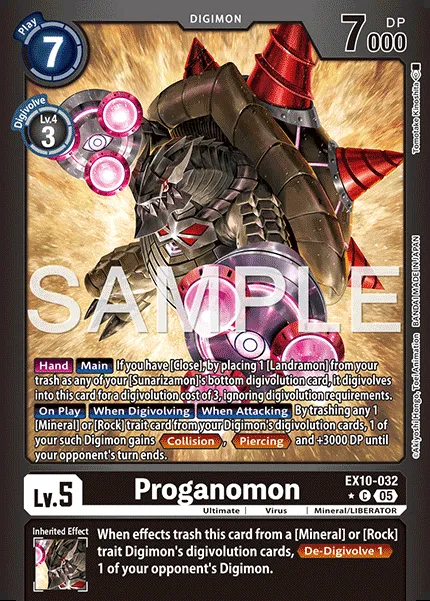 Play
7
DIGIMON
7000
DP
Digivolve
Lv.4
3
Tomotake Kinoshita
SAMPLE
©Akiyoshi Hongo, Toei Animation BANDAI MADE IN JAPAN
Hand Main If you have [Close], by placing 1 [Landramon] from your
trash as any of your [Sunarizamon]'s bottom digivolution card, it digivolves
into this card for a digivolution cost of 3, ignoring digivolution requirements.
On Play When Digivolving When Attacking By trashing any 1
[Mineral] or [Rock] trait card from your Digimon's digivolution cards, 1 of
your such Digimon gains Collision, Piercing and +3000 DP until
your opponent's turn ends.
Lv.5
Proganomon
EX10-032
★ C 05
Ultimate Virus Mineral/LIBERATOR
Inherited Effect
When effects trash this card from a [Mineral] or [Rock]
trait Digimon's digivolution cards, De-Digivolve 1
1 of your opponent's Digimon.